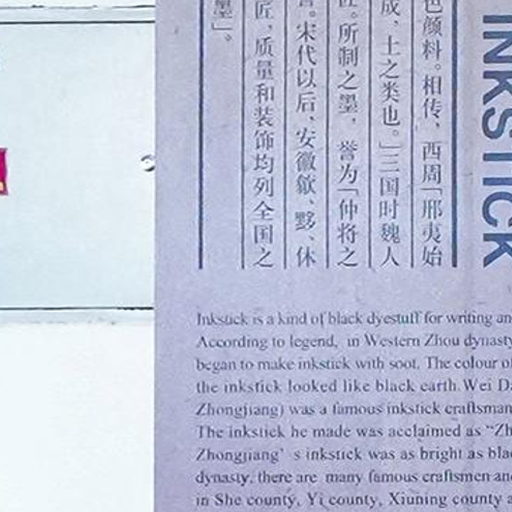 INKSTICK
色颜料。相传，西周「邢夷始
成，土之类也。」三国时魏人
匠。所制之墨，誉为「仲将之
。宋代以后，安徽歙、黟、休
匠，质量和装饰均列全国之
墨」。
Inkstick is a kind of black dyestuff for writing an
According to legend, in Western Zhou dynasty
began to make inkstick with soot. The colour of
the inkstick looked like black earth.Wei Da
Zhongjiang) was a famous inkstick craftsman
The inkstick he made was acclaimed as "Zh
Zhongjiang' s inkstick was as bright as blac
dynasty, there are many famous craftsmen and
in She county, Yi county, Xiuning county a